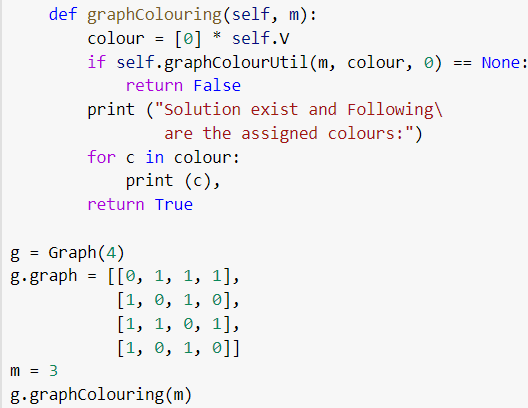 def graphColouring(self, m):
        colour = [0] * self.V
        if self.graphColourUtil(m, colour, 0) == None:
            return False
        print ("Solution exist and Following\
                are the assigned colours:")
        for c in colour:
            print (c),
        return True

g = Graph(4)
g.graph = [[0, 1, 1, 1],
           [1, 0, 1, 0],
           [1, 1, 0, 1],
           [1, 0, 1, 0]]
m = 3
g.graphColouring(m)